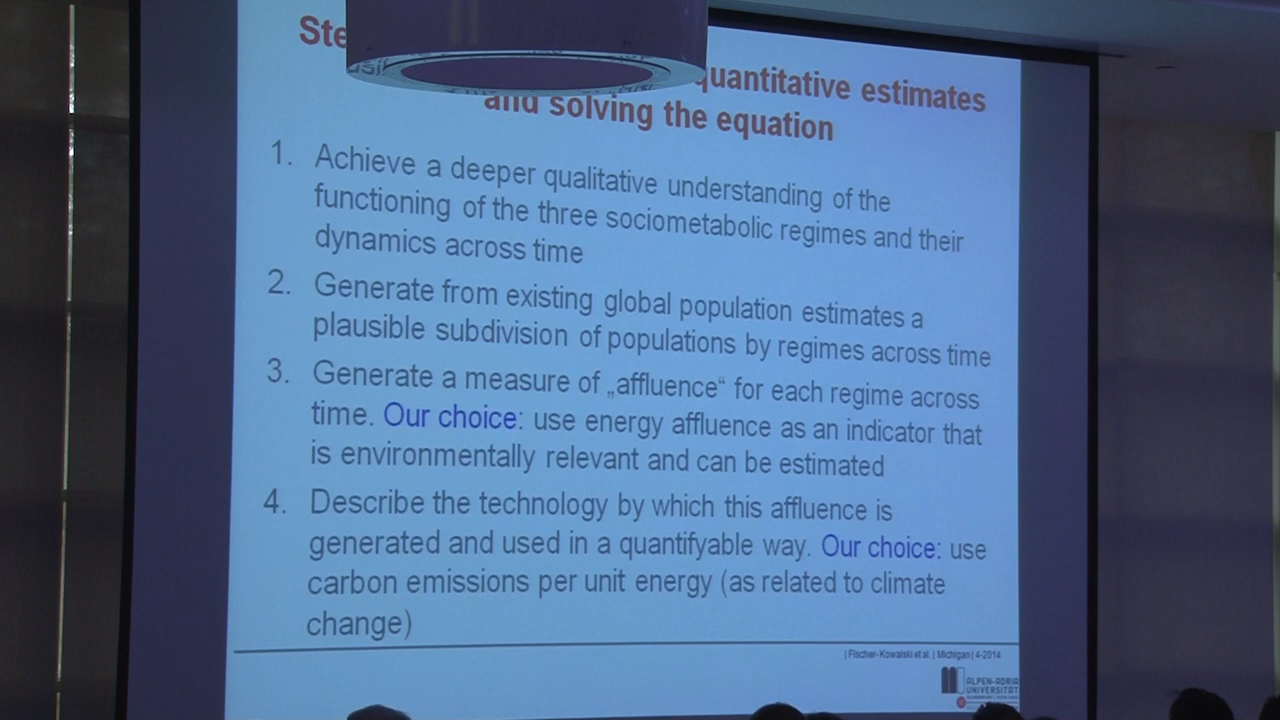 quantitative estimates
and solving the equation
1. Achieve a deeper qualitative understanding of the
functioning of the three sociometabolic regimes and their
dynamics across time
2. Generate from existing global population estimates a
plausible subdivision of populations by regimes across time
3. Generate a measure of „affluence“ for each regime across
time. Our choice: use energy affluence as an indicator that
is environmentally relevant and can be estimated
4. Describe the technology by which this affluence is
generated and used in a quantifyable way. Our choice: use
carbon emissions per unit energy (as related to climate
change)
| Fischer-Kowalski et al. | Michigan | 4-2014
ALPEN-ADRIA
UNIVERSITÄT